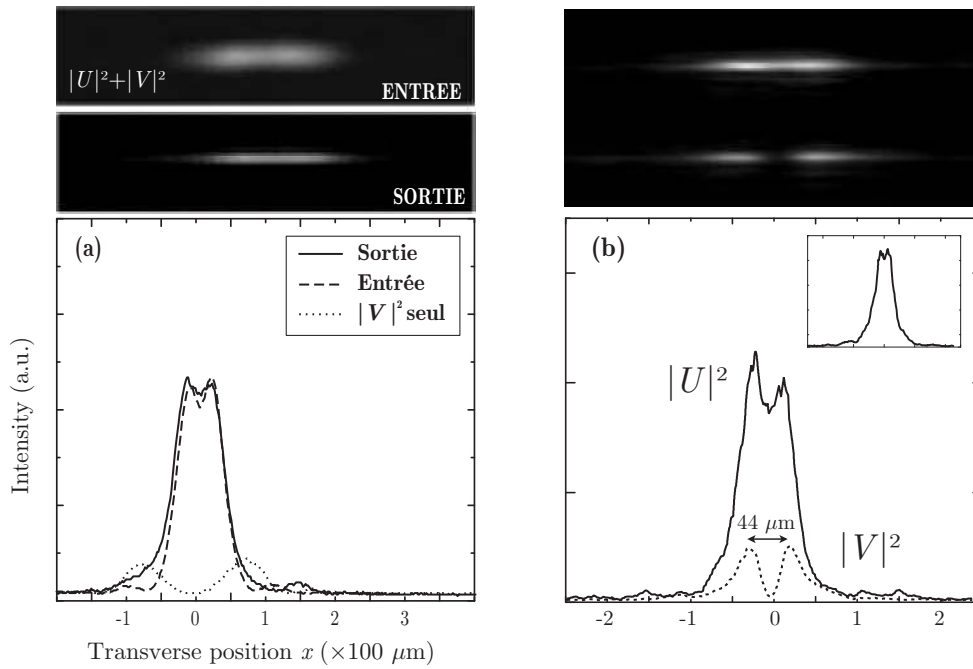 |U|²+|V|²
ENTREE
SORTIE
(a)
Sortie
Entrée
|V|² seul
Intensity (a.u.)
-1 0 1 2 3
Transverse position x (×100 μm)
(b)
|U|²
44 μm
|V|²
-2 -1 0 1 2